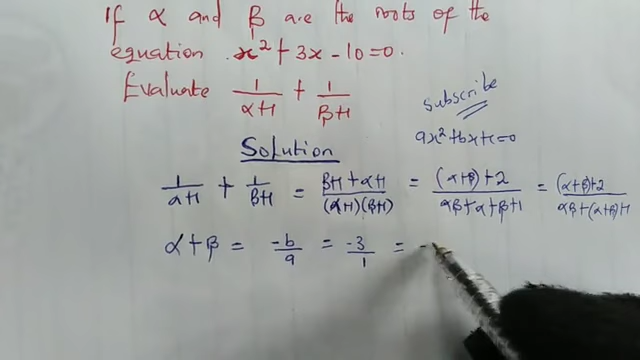 If α and β are the roots of the
equation x² + 3x - 10 = 0.
Evaluate 1/(α+1) + 1/(β+1)
subscribe
ax²+bx+c=0
Solution
1/(α+1) + 1/(β+1) = (β+1+α+1)/((α+1)(β+1)) = ((α+β)+2)/(αβ+α+β+1) = ((α+β)+2)/(αβ+(α+β)+1)
α+β = -b/a = -3/1 = -